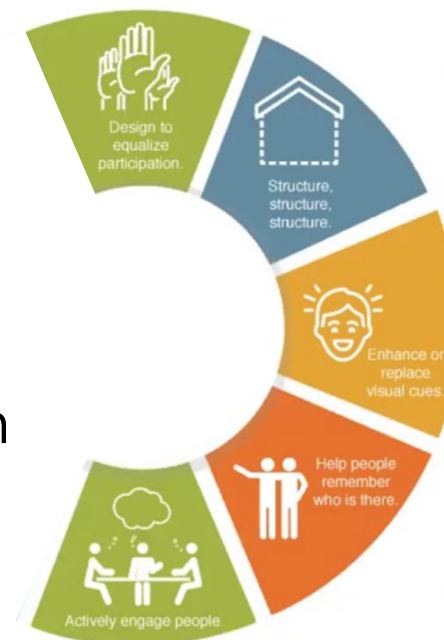 Design to
equalize
participation.
Structure,
structure,
structure.
Enhance or
replace
visual cues.
Help people
remember
who is there.
Actively engage people.